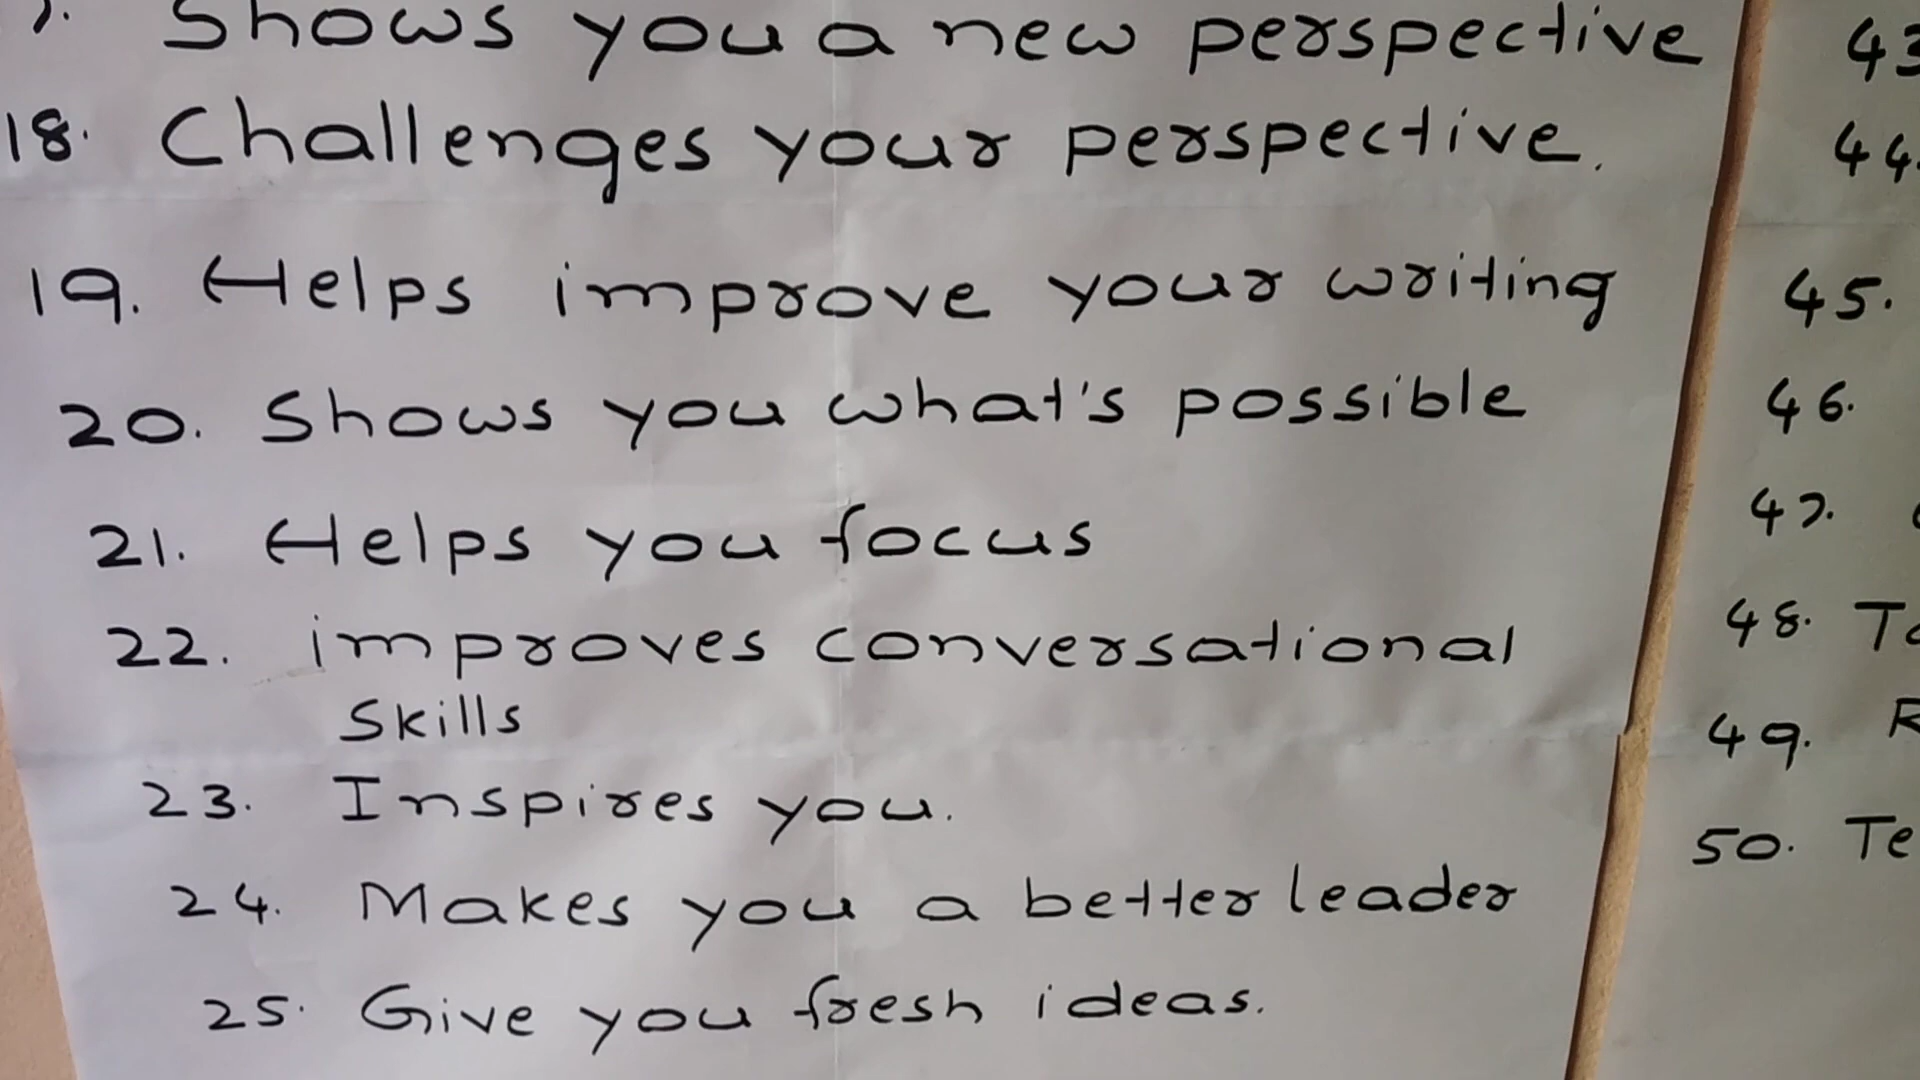 Shows you a new perspective
18. Challenges your perspective.
19. Helps improve your writing
20. Shows you what's possible
21. Helps you focus
22. improves conversational
Skills
23. Inspires you.
24. Makes you a better leader
25. Give you fresh ideas.
43
44.
45.
46.
47.
48.
49.
50.